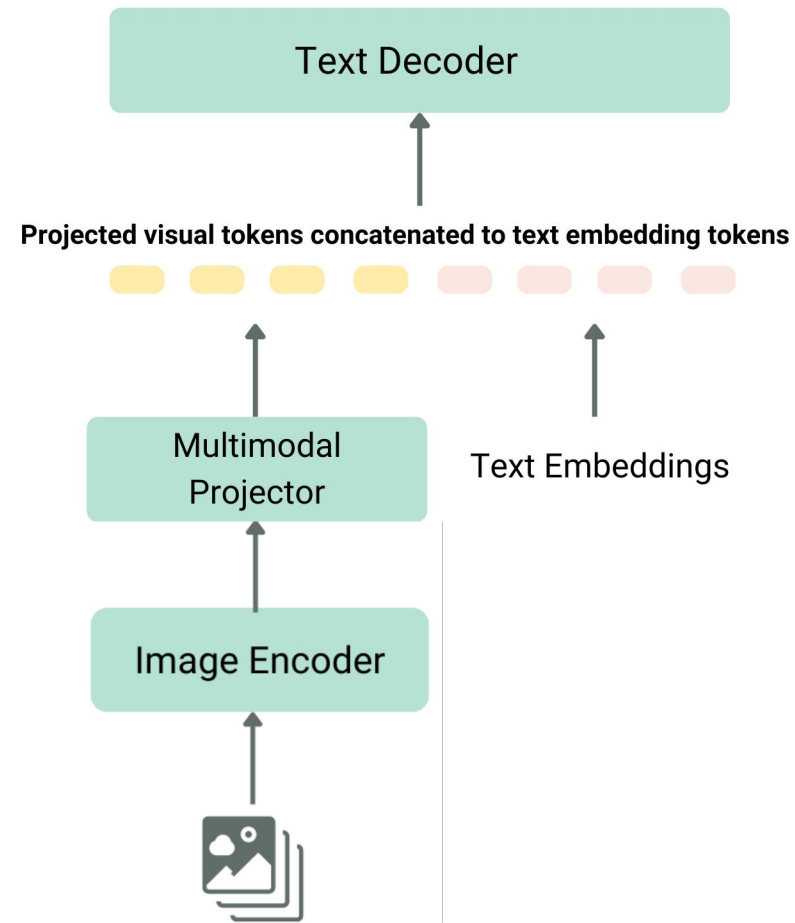 Text Decoder
Projected visual tokens concatenated to text embedding tokens
Multimodal
Projector
Text Embeddings
Image Encoder